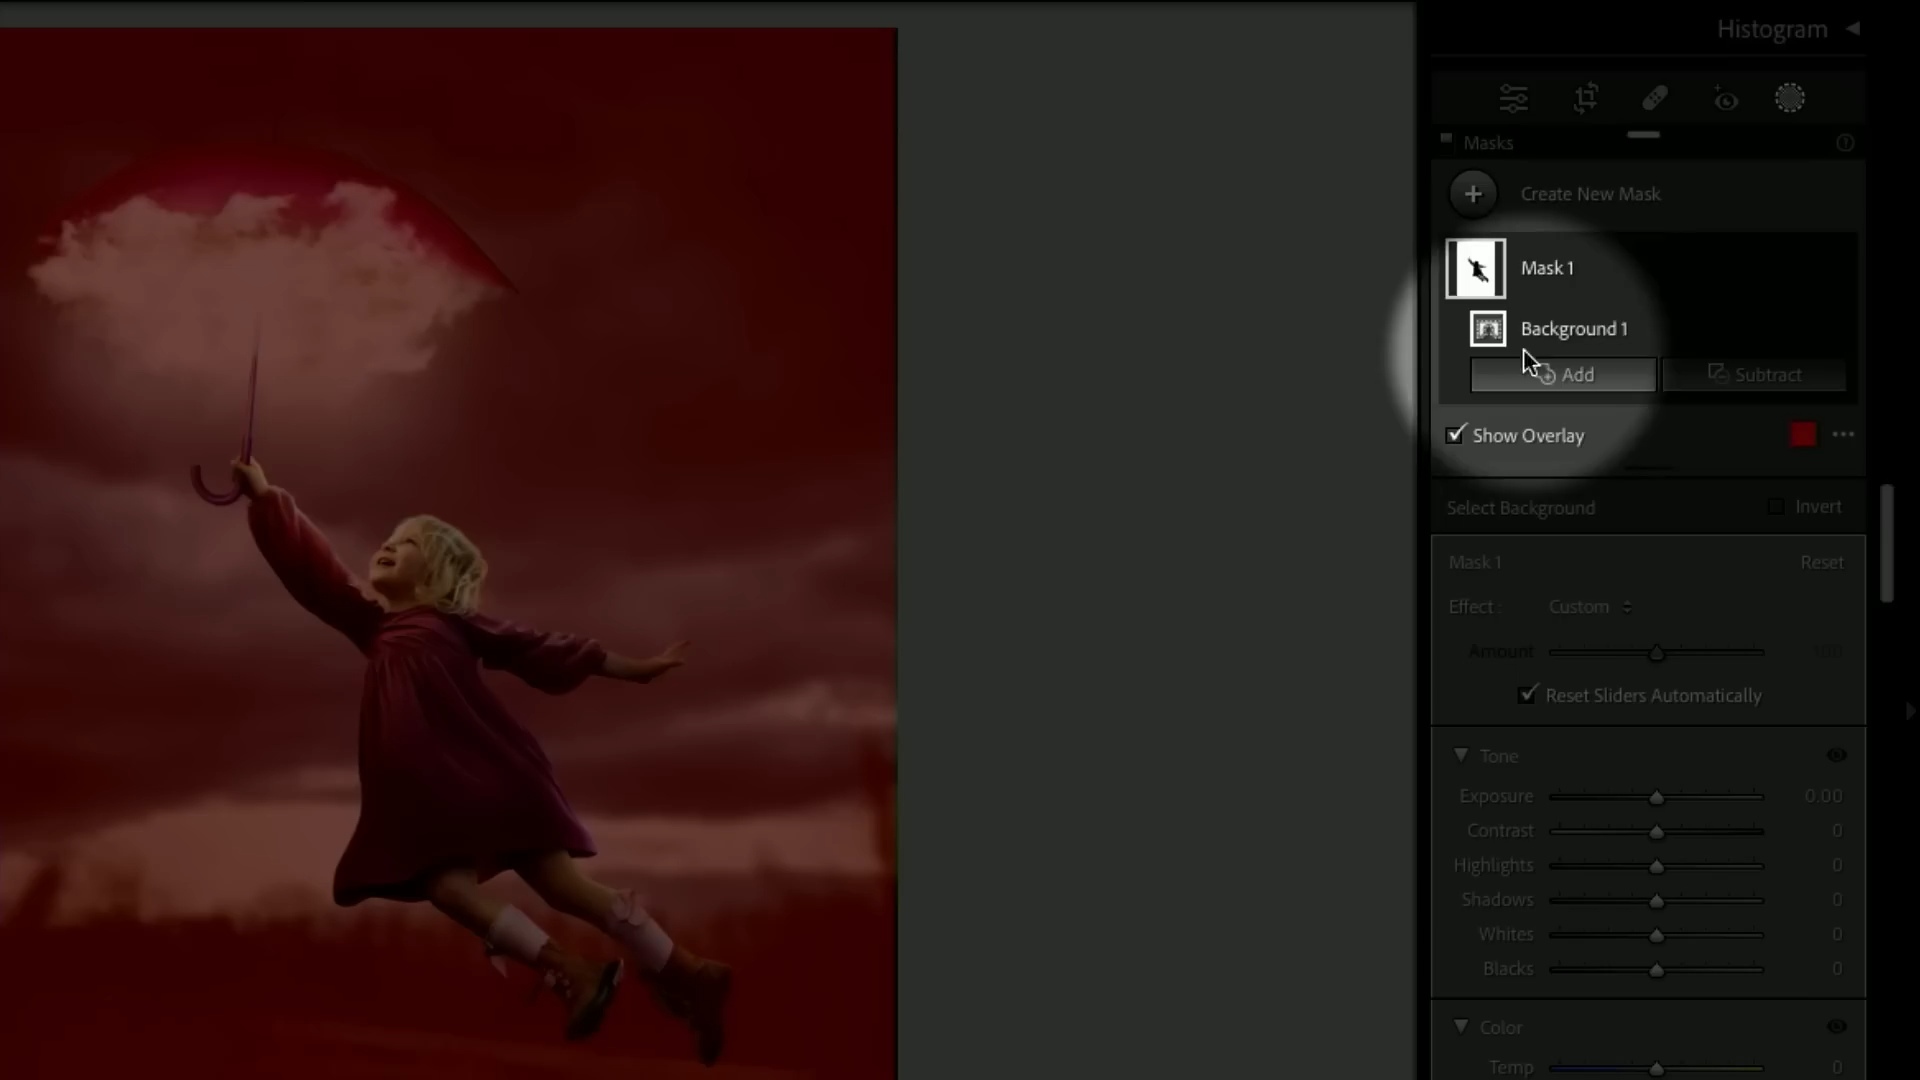 Histogram
Masks
Create New Mask
Mask 1
Background 1
Add Subtract
Show Overlay
Select Background Invert
Mask 1 Reset
Effect : Custom
Amount 100
Reset Sliders Automatically
Tone
Exposure 0.00
Contrast 0
Highlights 0
Shadows 0
Whites 0
Blacks 0
Color
Temp 0